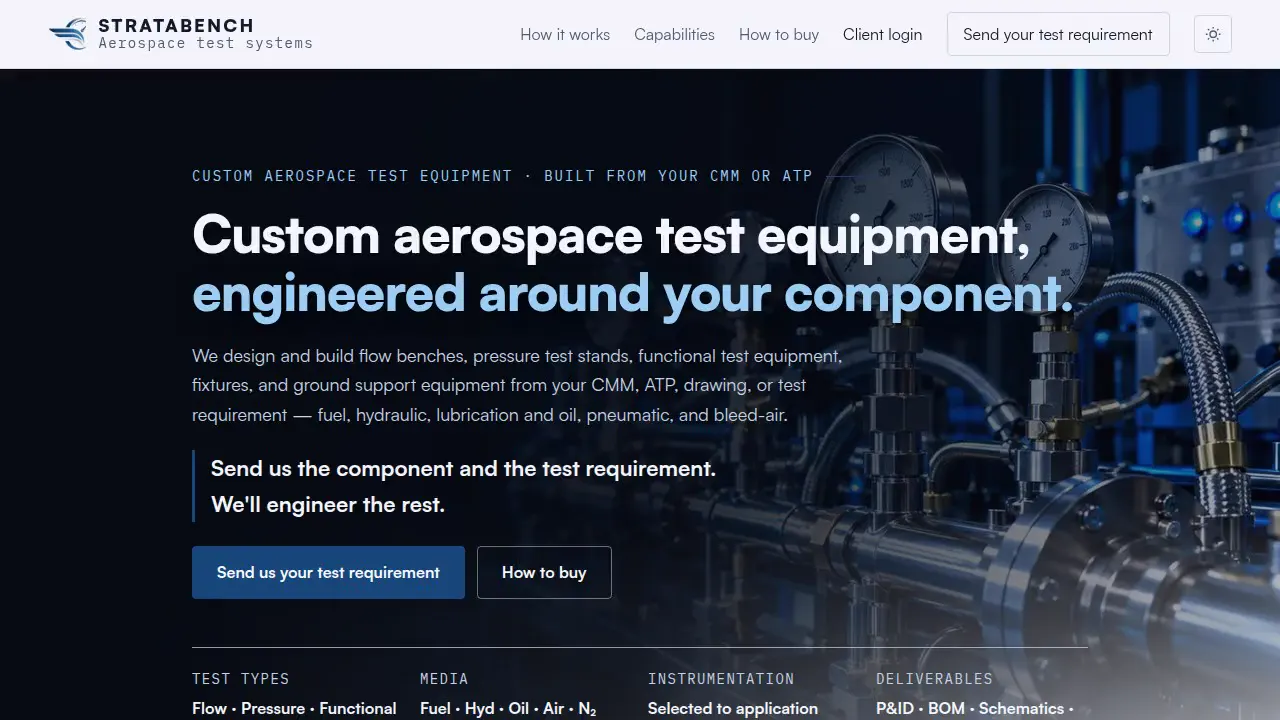 STRATABENCH
Aerospace test systems
How it works
Capabilities
How to buy
Client login
Send your test requirement
CUSTOM AEROSPACE TEST EQUIPMENT · BUILT FROM YOUR CMM OR ATP
Custom aerospace test equipment,
engineered around your component.
We design and build flow benches, pressure test stands, functional test equipment,
fixtures, and ground support equipment from your CMM, ATP, drawing, or test
requirement — fuel, hydraulic, lubrication and oil, pneumatic, and bleed-air.
Send us the component and the test requirement.
We'll engineer the rest.
Send us your test requirement
How to buy
TEST TYPES
Flow · Pressure · Functional
MEDIA
Fuel · Hyd · Oil · Air · N₂
INSTRUMENTATION
Selected to application
DELIVERABLES
P&ID · BOM · Schematics ·